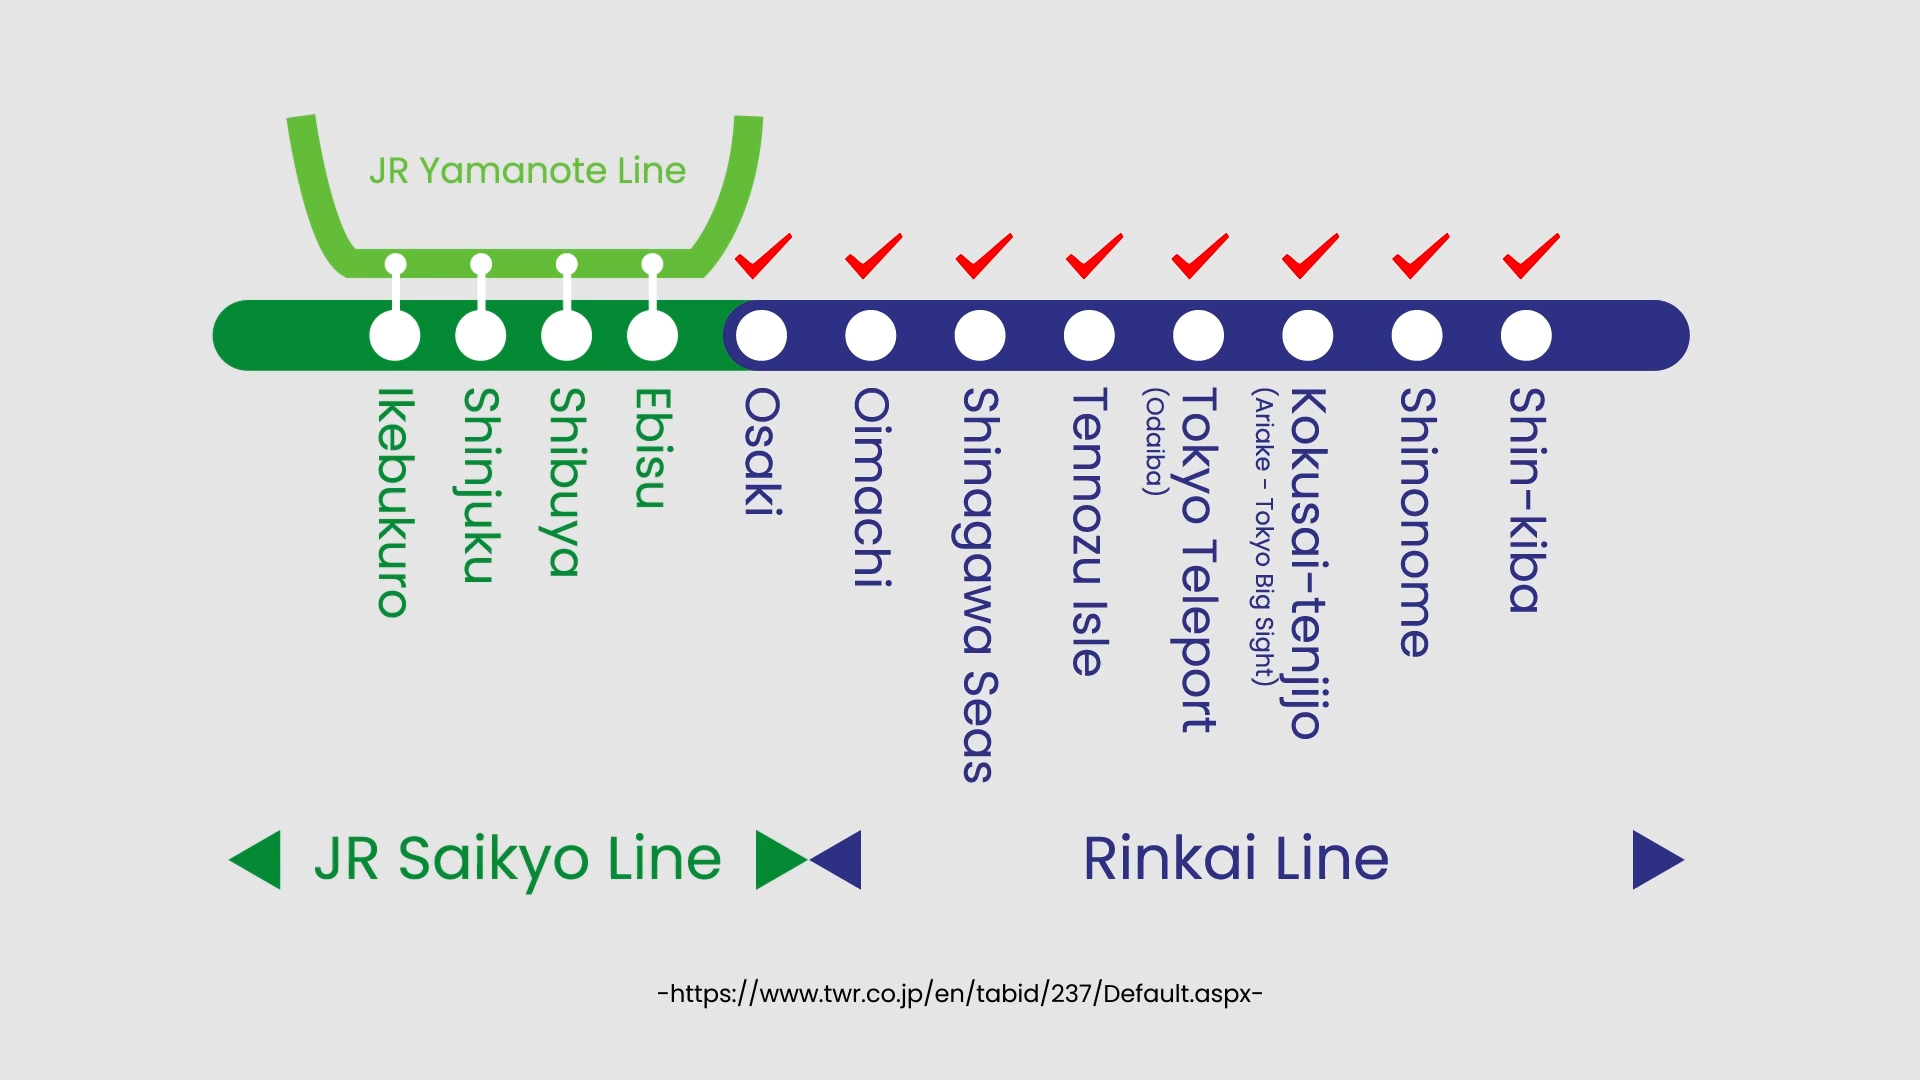 JR Yamanote Line
Ikebukuro
Shinjuku
Shibuya
Ebisu
Osaki
Oimachi
Shinagawa Seas
Tennozu Isle
Tokyo Teleport
(Odaiba)
Kokusai-tenjijo
(Ariake - Tokyo Big Sight)
Shinonome
Shin-kiba
JR Saikyo Line
Rinkai Line
-https://www.twr.co.jp/en/tabid/237/Default.aspx-